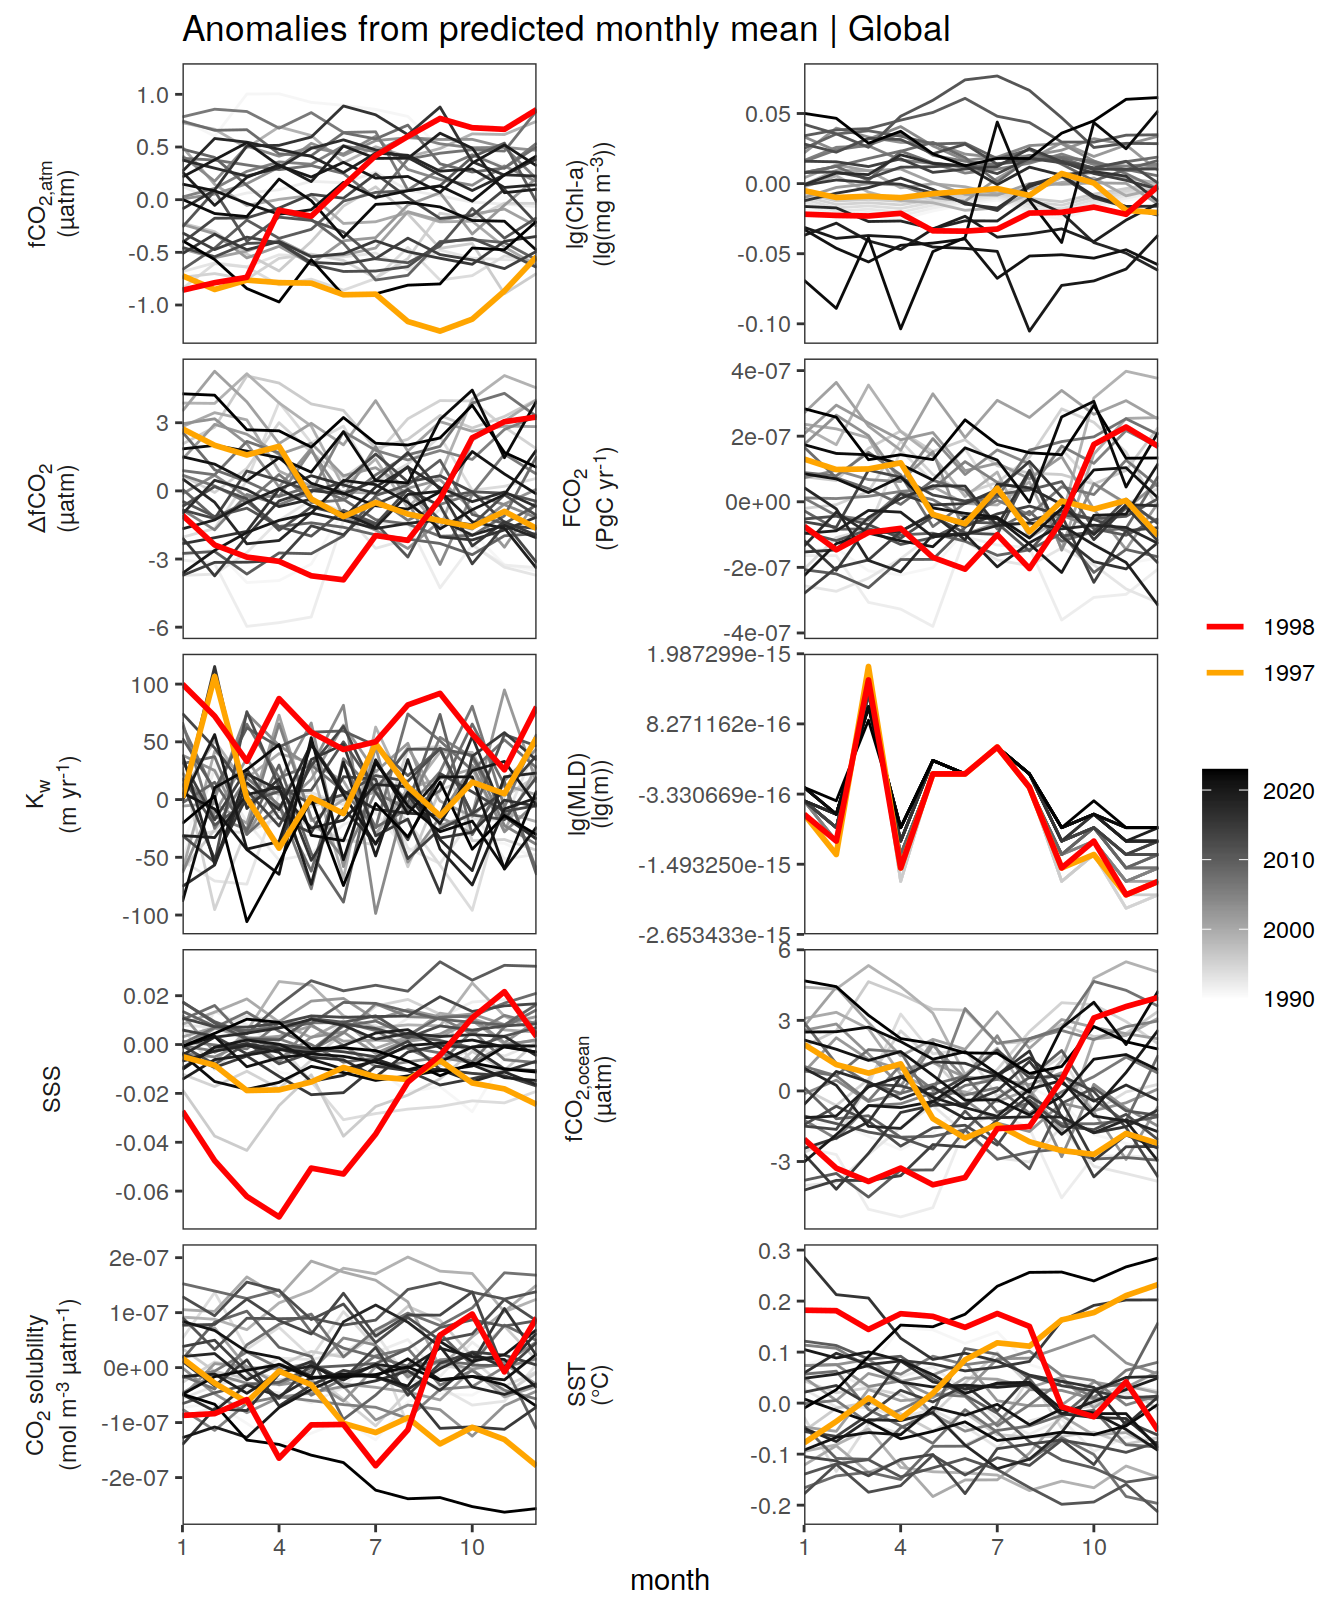 Anomalies from predicted monthly mean | Global
fCO2,atm
(µatm)
1.0
0.5
0.0
-0.5
-1.0
lg(Chl-a)
(lg(mg m-3))
0.05
0.00
-0.05
-0.10
ΔfCO2
(µatm)
3
0
-3
-6
FCO2
(PgC yr-1)
4e-07
2e-07
0e+00
-2e-07
-4e-07
Kw
(m yr-1)
100
50
0
-50
-100
lg(MLD)
(lg(m))
1.987299e-15
8.271162e-16
-3.330669e-16
-1.493250e-15
-2.653433e-15
SSS
0.02
0.00
-0.02
-0.04
-0.06
fCO2,ocean
(µatm)
6
3
0
-3
CO2 solubility
(mol m-3 µatm-1)
2e-07
1e-07
0e+00
-1e-07
-2e-07
SST
(°C)
0.3
0.2
0.1
0.0
-0.1
-0.2
1 4 7 10
1 4 7 10
month
1998
1997
2020
2010
2000
1990